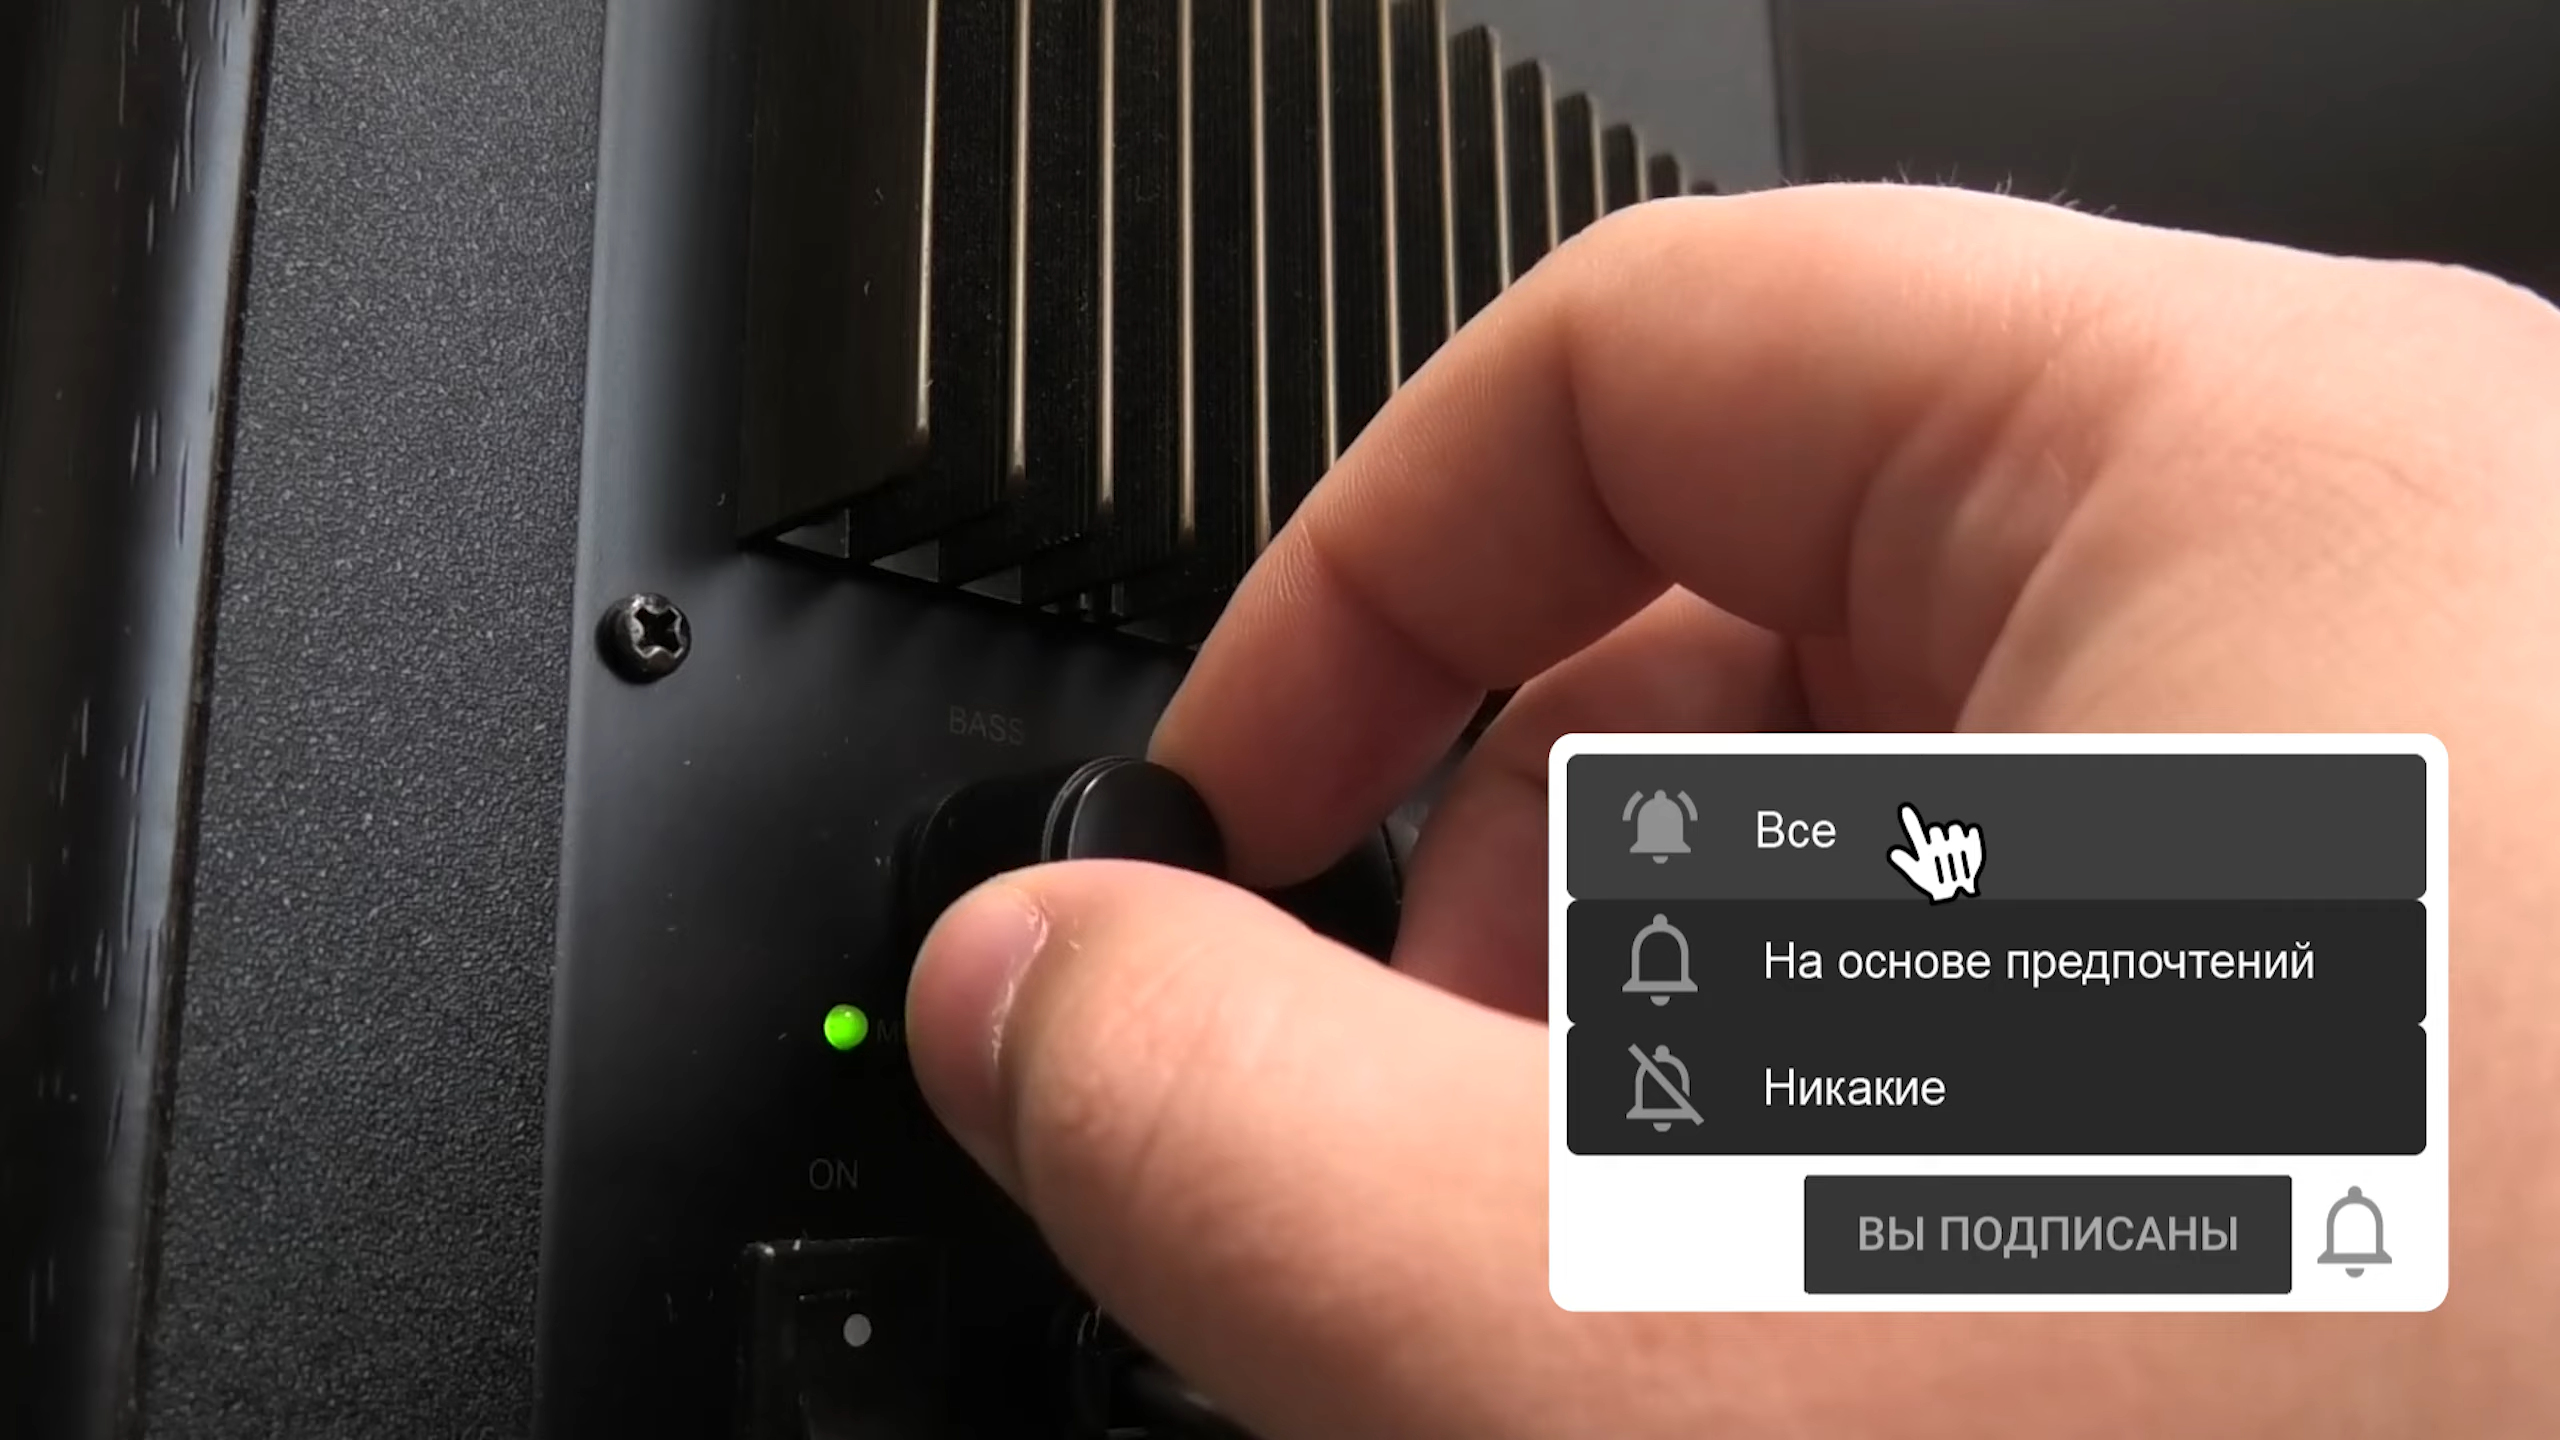 BASS
ON
Все
На основе предпочтений
Никакие
ВЫ ПОДПИСАНЫ